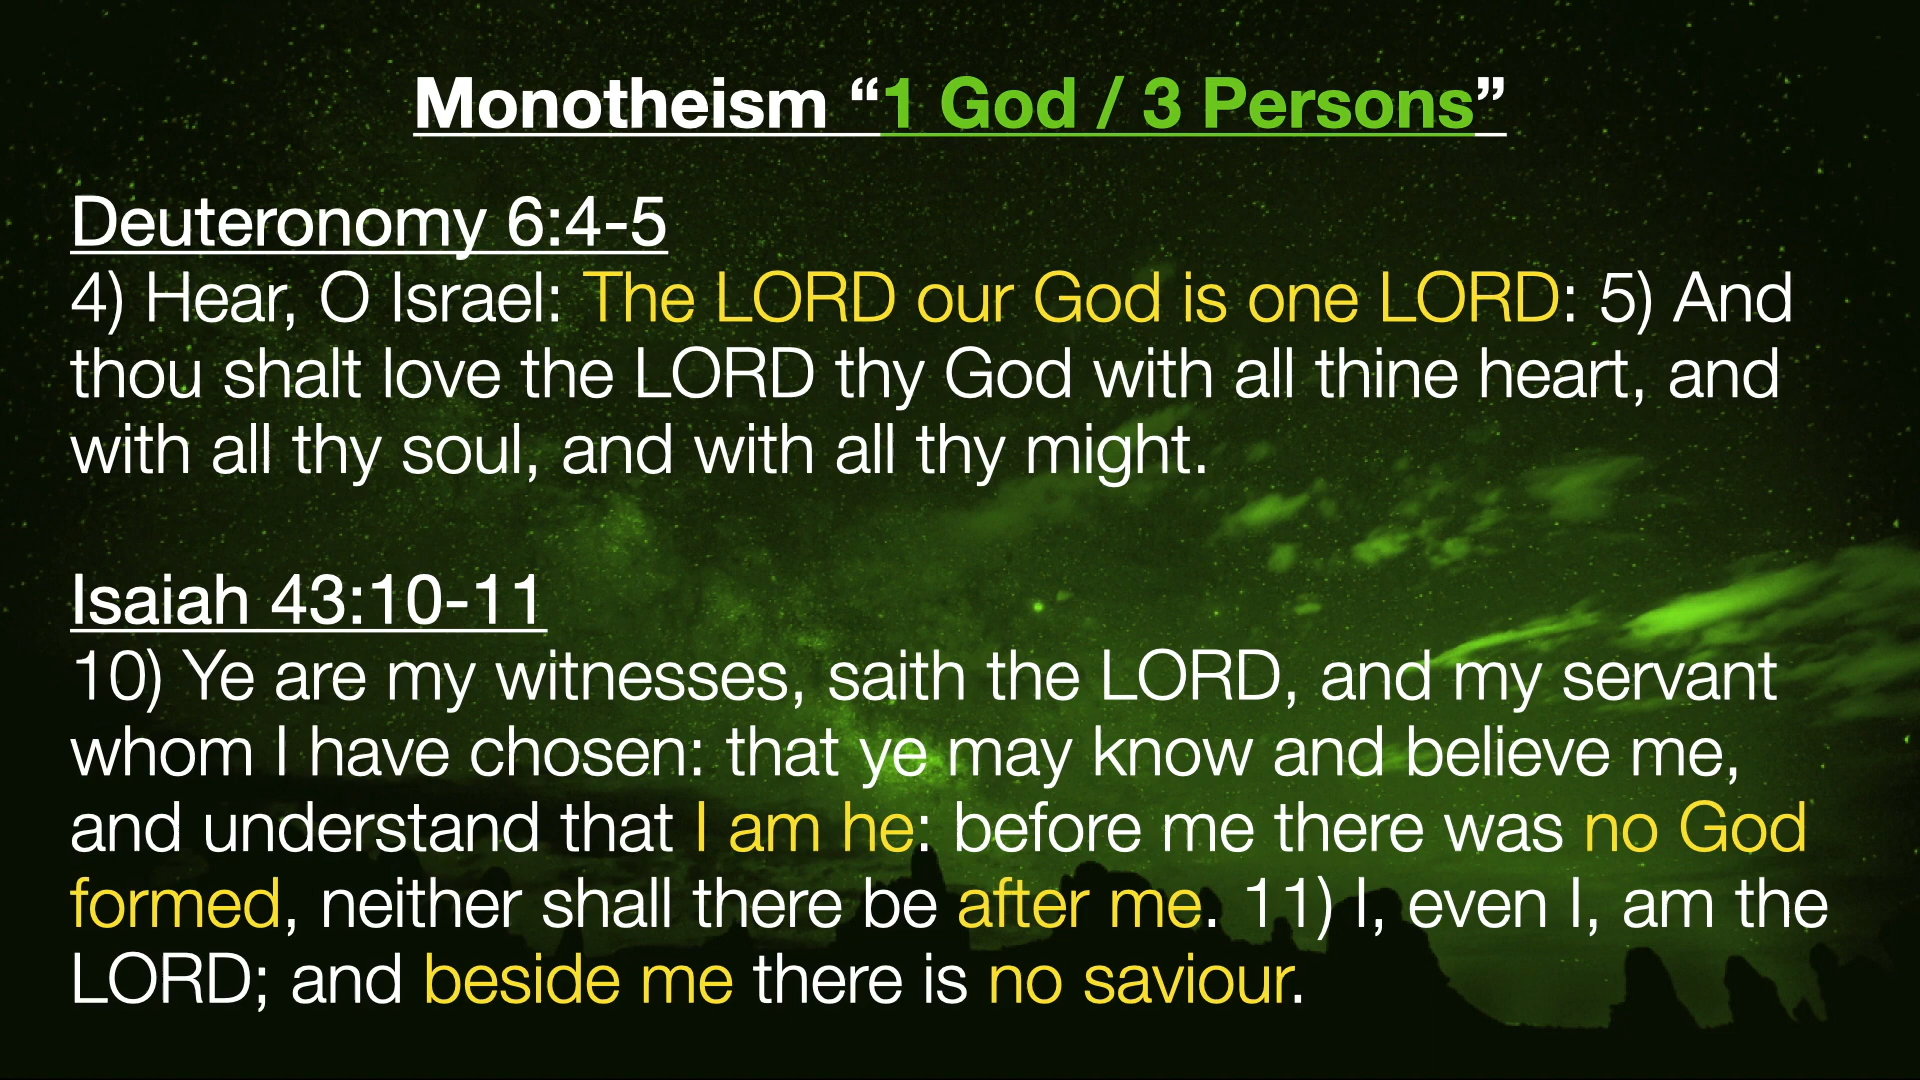 Monotheism “1 God / 3 Persons”
Deuteronomy 6:4-5
4) Hear, O Israel: The LORD our God is one LORD: 5) And
thou shalt love the LORD thy God with all thine heart, and
with all thy soul, and with all thy might.
Isaiah 43:10-11
10) Ye are my witnesses, saith the LORD, and my servant
whom I have chosen: that ye may know and believe me,
and understand that I am he: before me there was no God
formed, neither shall there be after me. 11) I, even I, am the
LORD; and beside me there is no saviour.